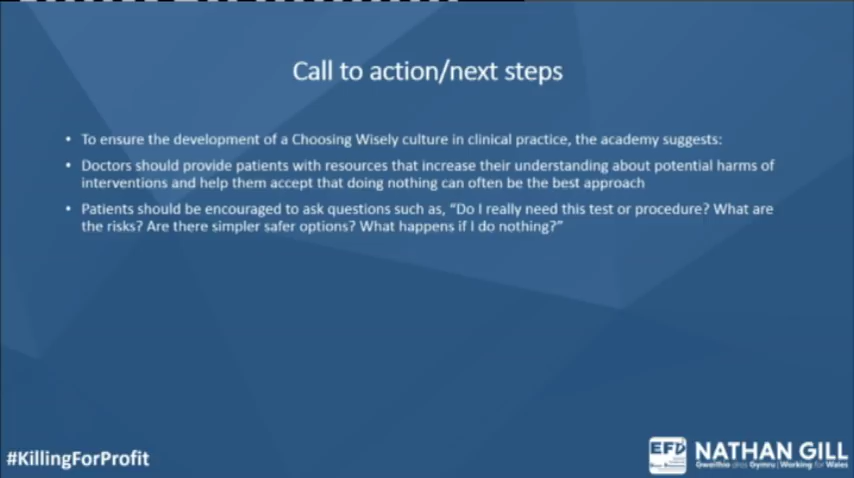 Call to action/next steps
• To ensure the development of a Choosing Wisely culture in clinical practice, the academy suggests:
• Doctors should provide patients with resources that increase their understanding about potential harms of
interventions and help them accept that doing nothing can often be the best approach
• Patients should be encouraged to ask questions such as, “Do I really need this test or procedure? What are
the risks? Are there simpler safer options? What happens if I do nothing?”
#KillingForProfit
EFD
NATHAN GILL
Gweithio dros Gymru | Working for Wales